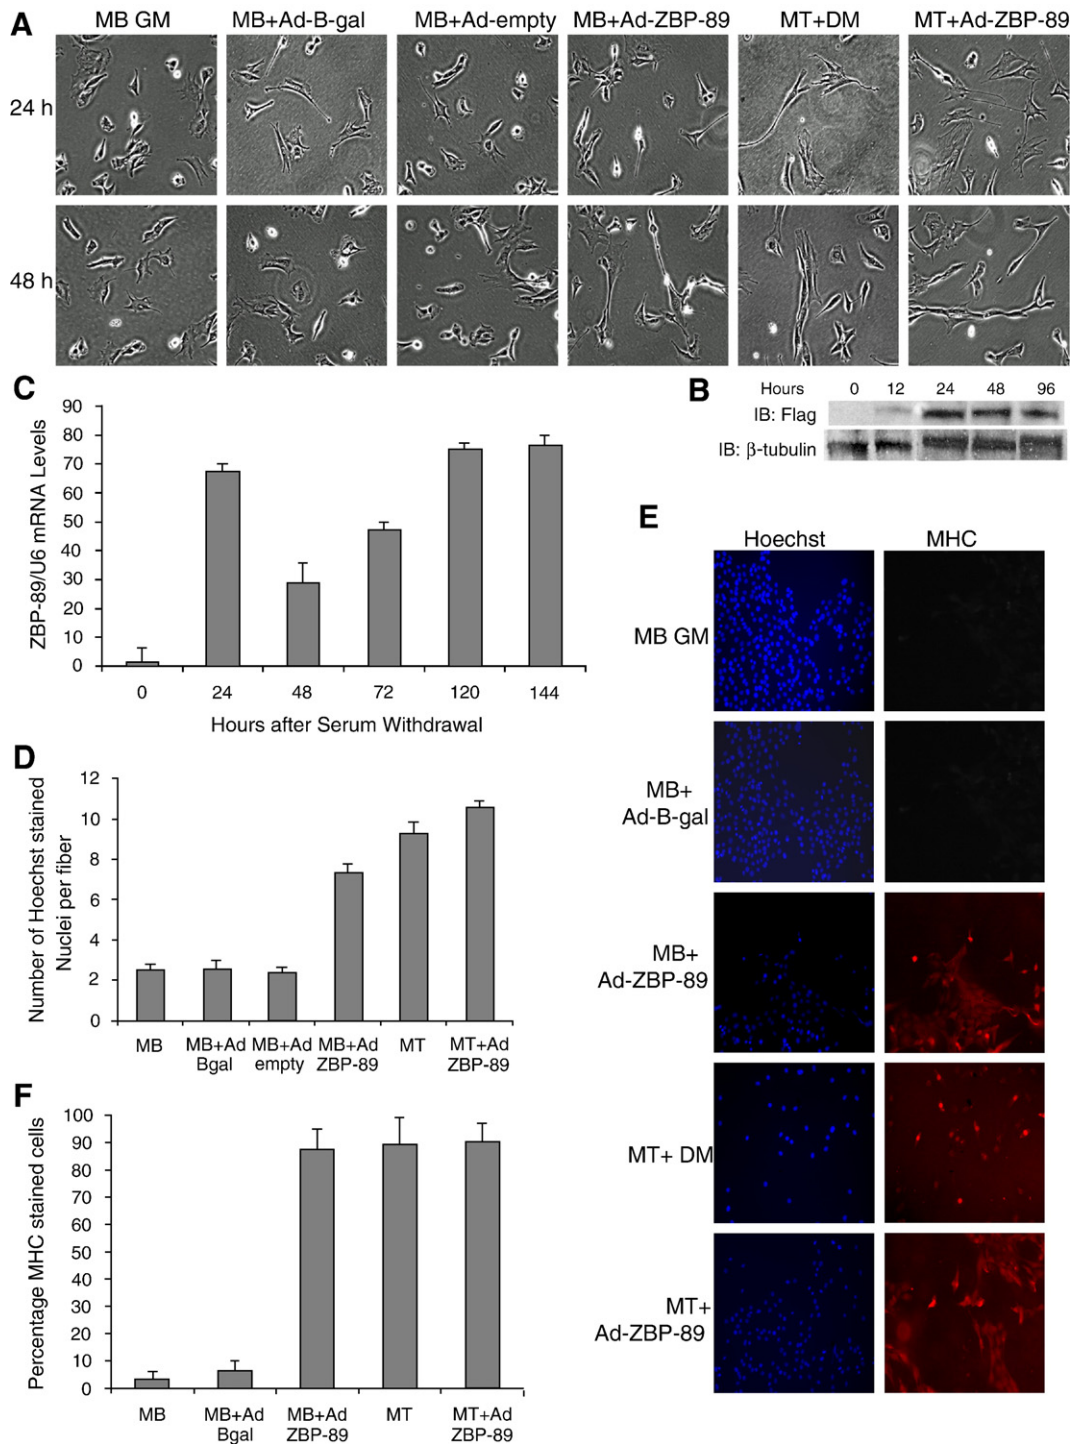 A
MB GM
MB+Ad-B-gal
MB+Ad-empty
MB+Ad-ZBP-89
MT+DM
MT+Ad-ZBP-89
24 h
48 h
C
90
80
70
60
50
40
30
20
10
0
ZBP-89/U6 mRNA Levels
0
24
48
72
120
144
Hours after Serum Withdrawal
B
Hours
0
12
24
48
96
IB: Flag
IB: β-tubulin
D
12
10
8
6
4
2
0
Number of Hoechst stained
Nuclei per fiber
MB
MB+Ad
Bgal
MB+Ad
empty
MB+Ad
ZBP-89
MT
MT+Ad
ZBP-89
E
Hoechst
MHC
MB GM
MB+
Ad-B-gal
MB+
Ad-ZBP-89
MT+ DM
MT+
Ad-ZBP-89
F
100
90
80
70
60
50
40
30
20
10
0
Percentage MHC stained cells
MB
MB+Ad
Bgal
MB+Ad
ZBP-89
MT
MT+Ad
ZBP-89